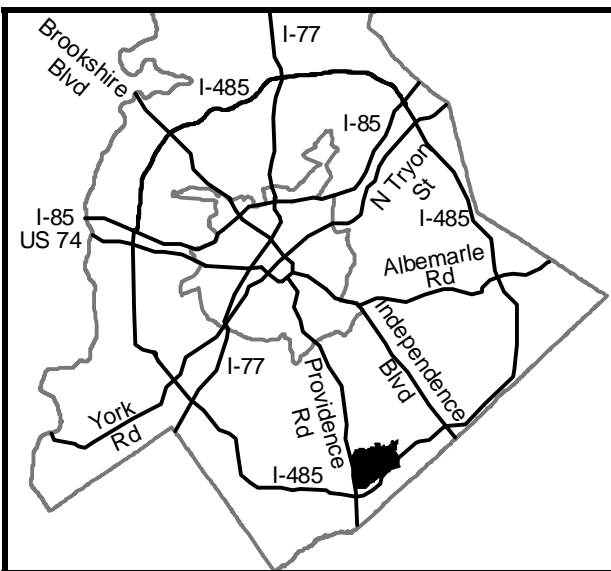 I-77
Brookshire
Blvd
I-485
I-85
N Tryon
St
I-85
US 74
I-485
Albemarle
Rd
Independence
Blvd
I-77
Providence
Rd
York
Rd
I-485